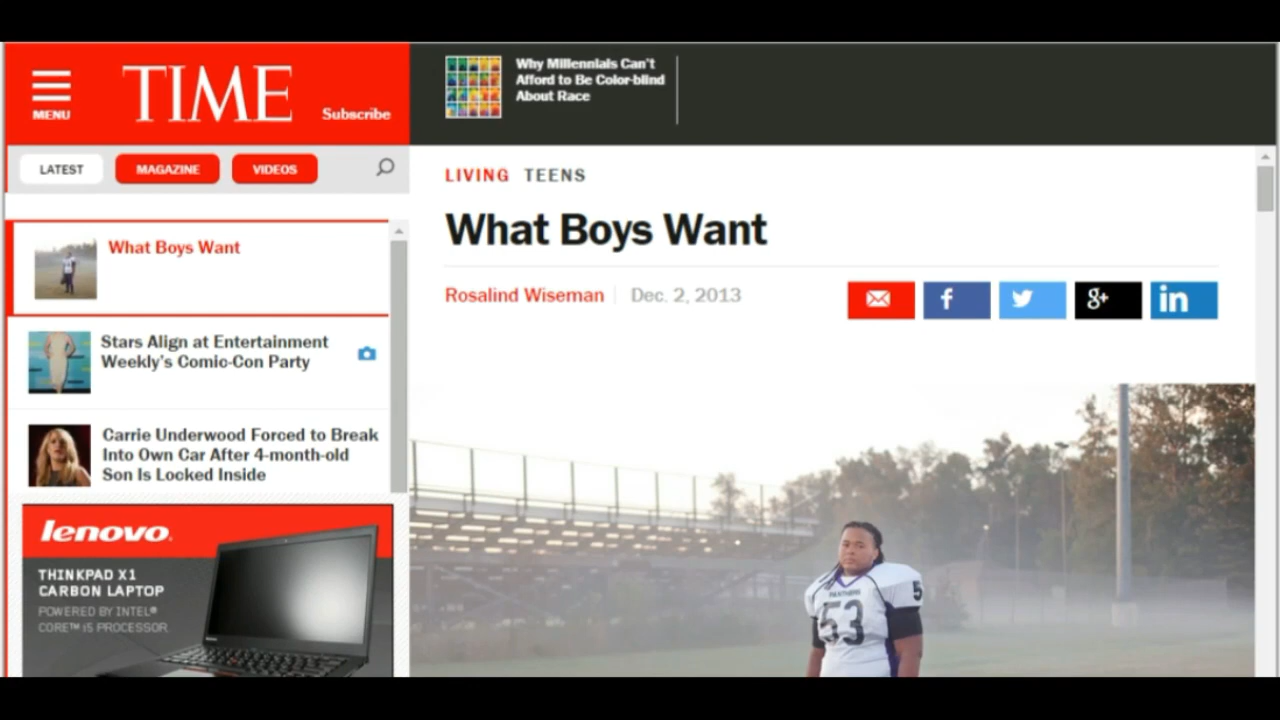 MENU
TIME
Subscribe
Why Millennials Can't
Afford to Be Color-blind
About Race
LATEST
MAGAZINE
VIDEOS
LIVING TEENS
What Boys Want
Rosalind Wiseman
Dec. 2, 2013
f
g+
in
What Boys Want
Stars Align at Entertainment
Weekly's Comic-Con Party
Carrie Underwood Forced to Break
Into Own Car After 4-month-old
Son Is Locked Inside
lenovo
THINKPAD X1
CARBON LAPTOP
POWERED BY INTEL®
CORE™ i5 PROCESSOR
PANTHERS
53
5